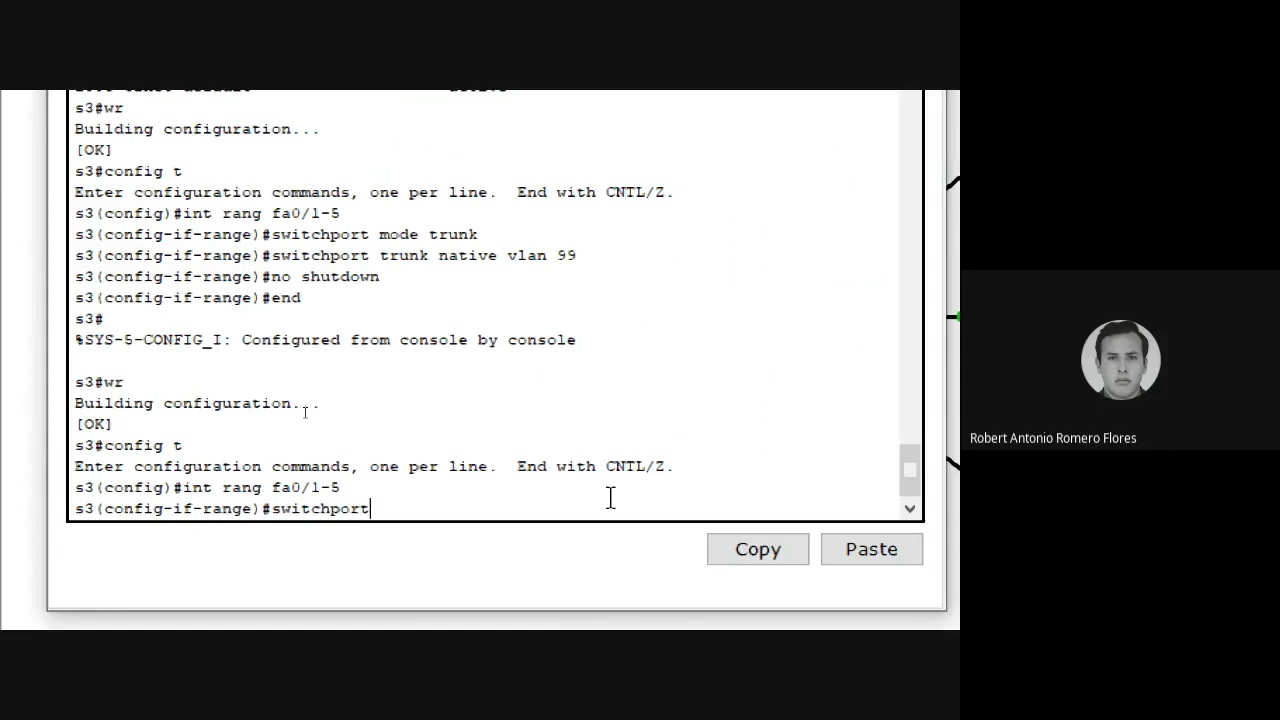 s3#wr
Building configuration...
[OK]
s3#config t
Enter configuration commands, one per line.  End with CNTL/Z.
s3(config)#int rang fa0/1-5
s3(config-if-range)#switchport mode trunk
s3(config-if-range)#switchport trunk native vlan 99
s3(config-if-range)#no shutdown
s3(config-if-range)#end
s3#
%SYS-5-CONFIG_I: Configured from console by console
s3#wr
Building configuration...
[OK]
s3#config t
Enter configuration commands, one per line.  End with CNTL/Z.
s3(config)#int rang fa0/1-5
s3(config-if-range)#switchport
Copy
Paste
Robert Antonio Romero Flores